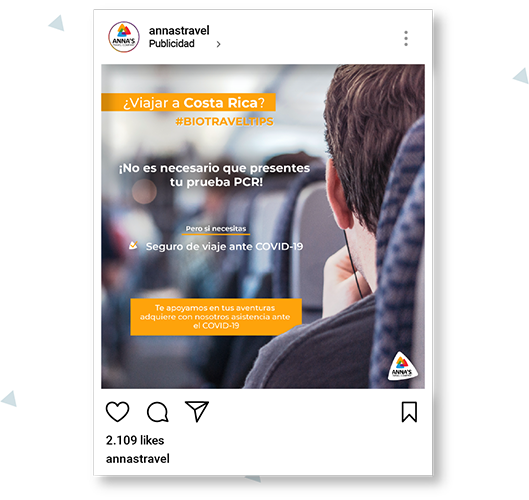 annastravel
Publicidad
ANNA'S
¿Viajar a Costa Rica?
#BIOTRAVELTIPS
¡No es necesario que presentes
tu prueba PCR!
Pero si necesitas
Seguro de viaje ante COVID-19
Te apoyamos en tus aventuras
adquiere con nosotros asistencia ante
el COVID-19
ANNA'S
2.109 likes
annastravel